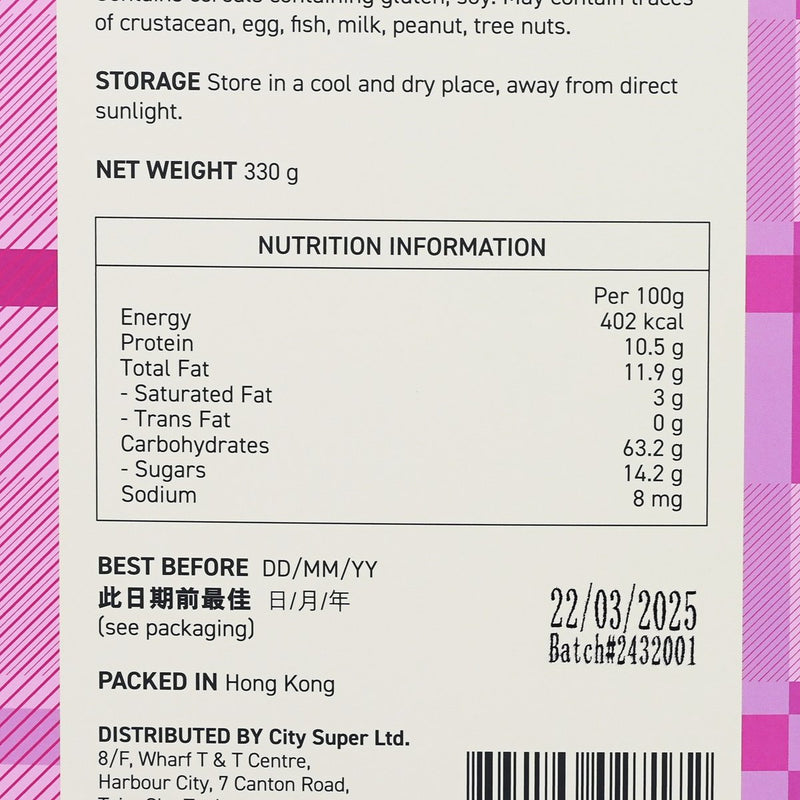 of crustacean, egg, fish, milk, peanut, tree nuts.
STORAGE Store in a cool and dry place, away from direct
sunlight.
NET WEIGHT 330 g
NUTRITION INFORMATION
Per 100g
Energy 402 kcal
Protein 10.5 g
Total Fat 11.9 g
- Saturated Fat 3 g
- Trans Fat 0 g
Carbohydrates 63.2 g
- Sugars 14.2 g
Sodium 8 mg
BEST BEFORE DD/MM/YY
此日期前最佳 日/月/年
(see packaging)
22/03/2025
Batch#2432001
PACKED IN Hong Kong
DISTRIBUTED BY City Super Ltd.
8/F, Wharf T & T Centre,
Harbour City, 7 Canton Road,